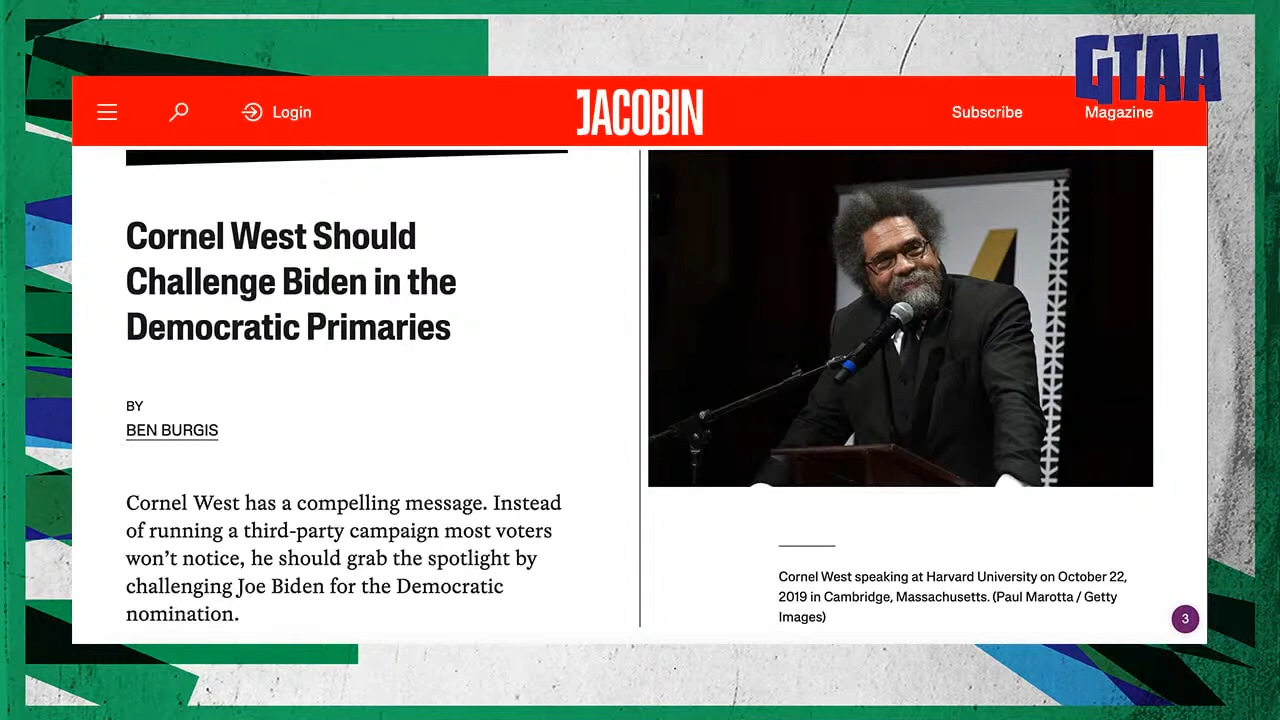 GTAA
Login
JACOBIN
Subscribe
Magazine
Cornel West Should
Challenge Biden in the
Democratic Primaries
BY
BEN BURGIS
Cornel West has a compelling message. Instead
of running a third-party campaign most voters
won’t notice, he should grab the spotlight by
challenging Joe Biden for the Democratic
nomination.
Cornel West speaking at Harvard University on October 22,
2019 in Cambridge, Massachusetts. (Paul Marotta / Getty
Images)
3